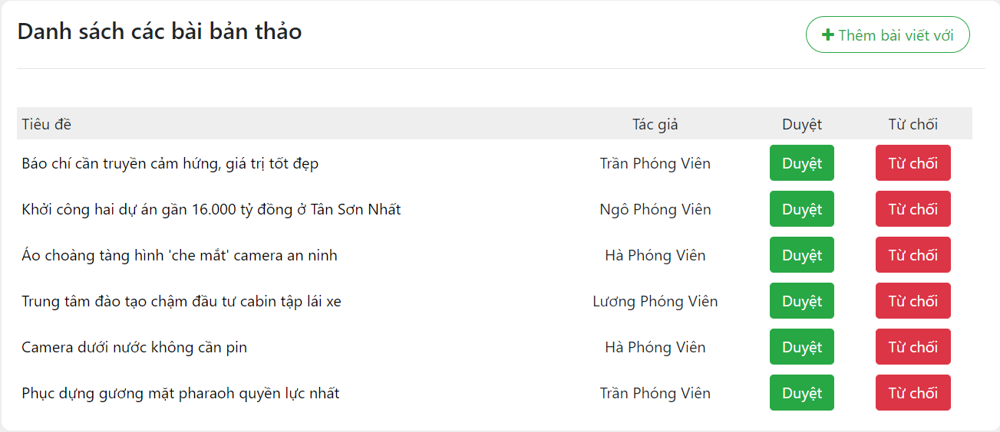 Danh sách các bài bản thảo
Thêm bài viết với
Tiêu đề Tác giả Duyệt Từ chối
Báo chí cần truyền cảm hứng, giá trị tốt đẹp Trần Phóng Viên Duyệt Từ chối
Khởi công hai dự án gần 16.000 tỷ đồng ở Tân Sơn Nhất Ngô Phóng Viên Duyệt Từ chối
Áo choàng tàng hình 'che mắt' camera an ninh Hà Phóng Viên Duyệt Từ chối
Trung tâm đào tạo chậm đầu tư cabin tập lái xe Lương Phóng Viên Duyệt Từ chối
Camera dưới nước không cần pin Hà Phóng Viên Duyệt Từ chối
Phục dựng gương mặt pharaoh quyền lực nhất Trần Phóng Viên Duyệt Từ chối